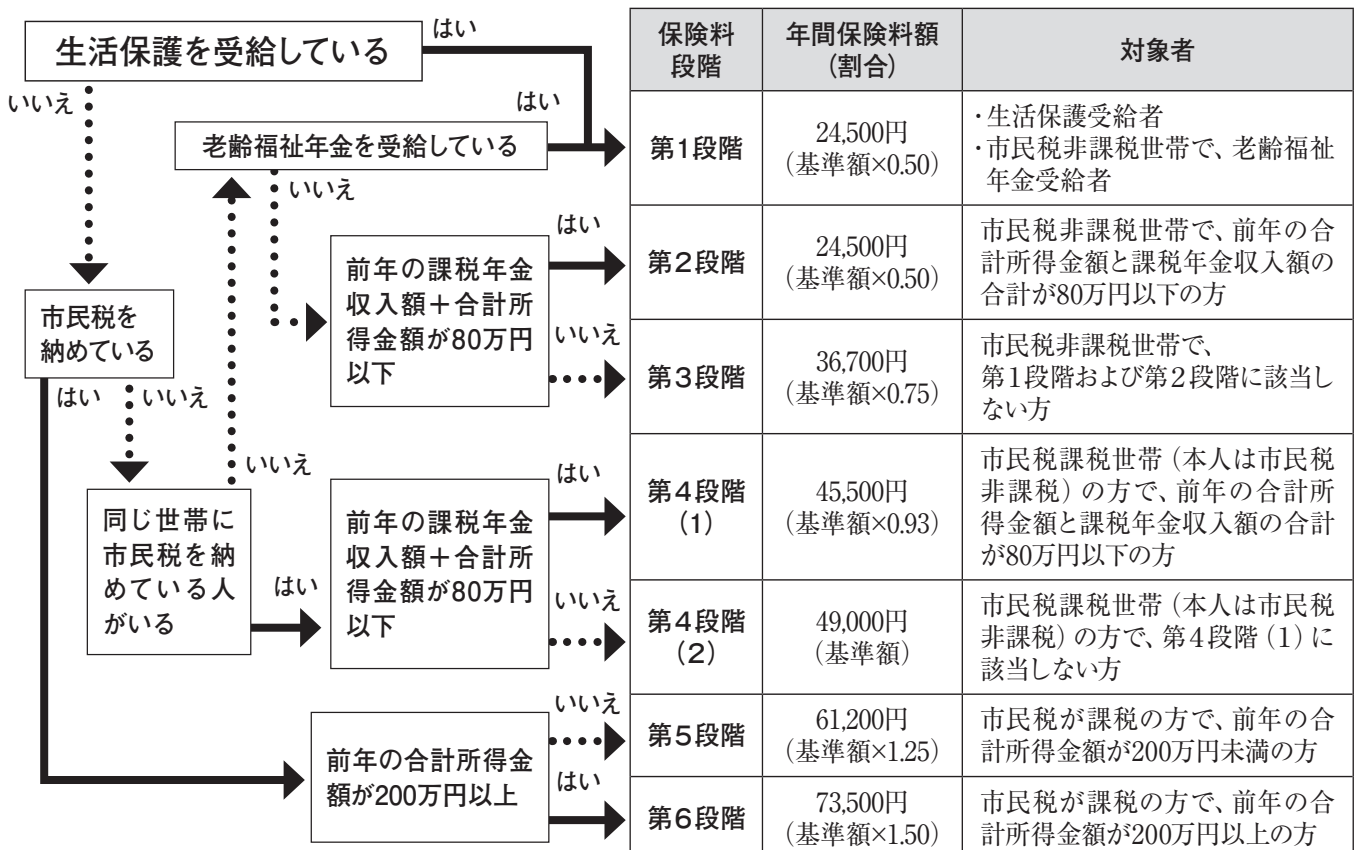 生活保護を受給している
はい
いいえ
はい
老齢福祉年金を受給している
いいえ
はい
前年の課税年金
収入額＋合計所
得金額が80万円
以下
いいえ
市民税を
納めている
はい
いいえ
いいえ
同じ世帯に
市民税を納
めている人
がいる
はい
はい
前年の課税年金
収入額＋合計所
得金額が80万円
以下
いいえ
いいえ
前年の合計所得金
額が200万円以上
はい
保険料
段階
年間保険料額
（割合）
対象者
第1段階
24,500円
（基準額×0.50）
・生活保護受給者
・市民税非課税世帯で、老齢福祉
年金受給者
第2段階
24,500円
（基準額×0.50）
市民税非課税世帯で、前年の合
計所得金額と課税年金収入額の
合計が80万円以下の方
第3段階
36,700円
（基準額×0.75）
市民税非課税世帯で、
第1段階および第2段階に該当し
ない方
第4段階
（1）
45,500円
（基準額×0.93）
市民税課税世帯（本人は市民税
非課税）の方で、前年の合計所
得金額と課税年金収入額の合計
が80万円以下の方
第4段階
（2）
49,000円
（基準額）
市民税課税世帯（本人は市民税
非課税）の方で、第4段階（1）に
該当しない方
第5段階
61,200円
（基準額×1.25）
市民税が課税の方で、前年の合
計所得金額が200万円未満の方
第6段階
73,500円
（基準額×1.50）
市民税が課税の方で、前年の合
計所得金額が200万円以上の方